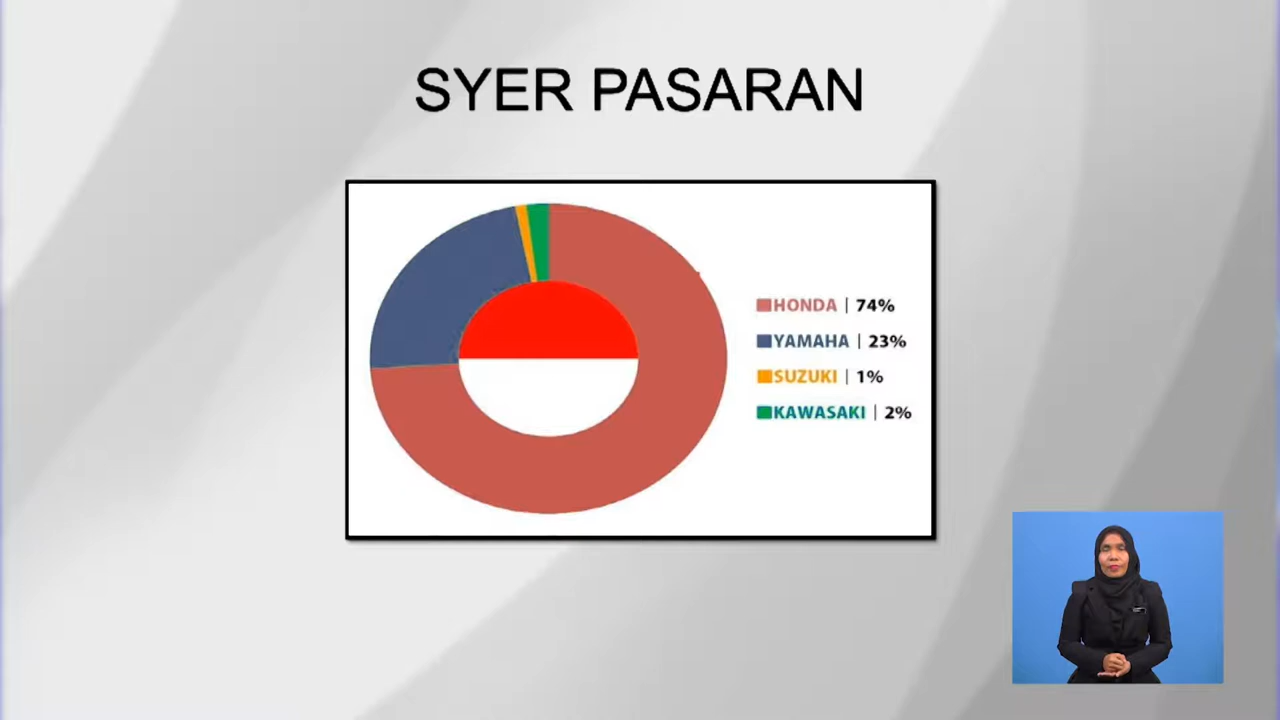 SYER PASARAN
HONDA | 74%
YAMAHA | 23%
SUZUKI | 1%
KAWASAKI | 2%